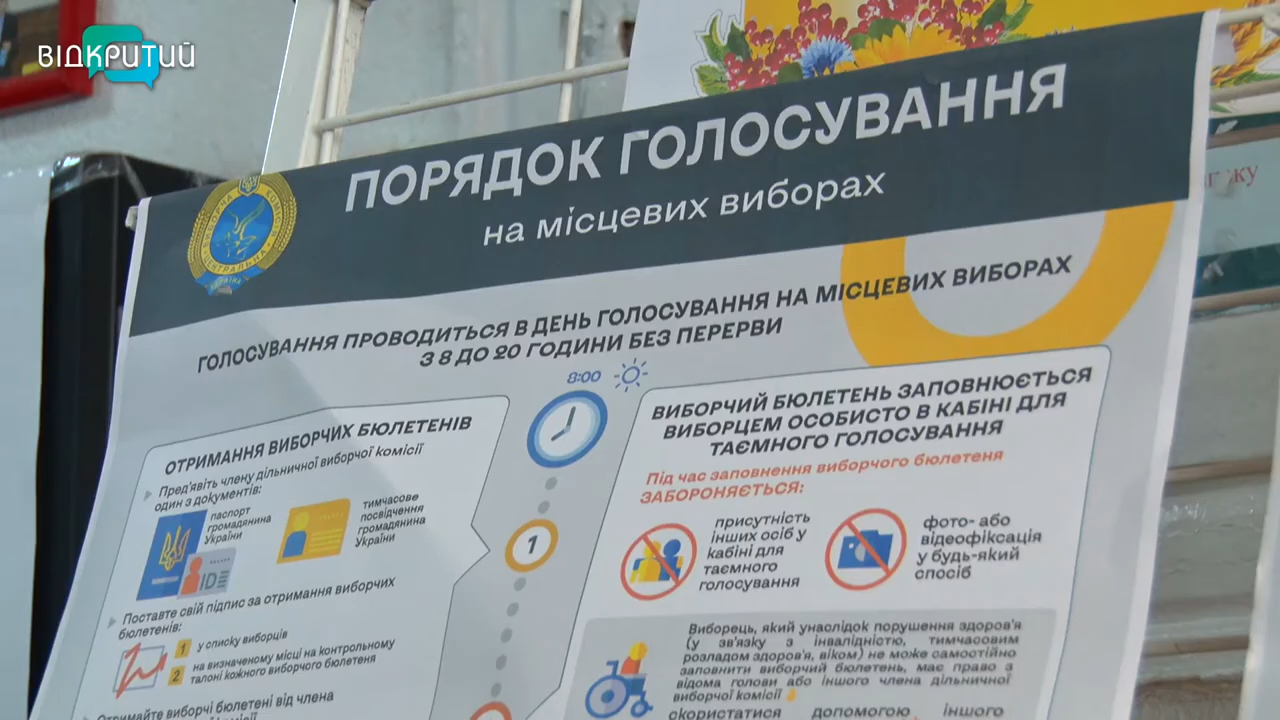 ВІДКРИТИЙ
ПОРЯДОК ГОЛОСУВАННЯ
на місцевих виборах
ГОЛОСУВАННЯ ПРОВОДИТЬСЯ В ДЕНЬ ГОЛОСУВАННЯ НА МІСЦЕВИХ ВИБОРАХ
З 8 ДО 20 ГОДИНИ БЕЗ ПЕРЕРВИ
8:00
ОТРИМАННЯ ВИБОРЧИХ БЮЛЕТЕНІВ
Пред'явіть члену дільничної виборчої комісії
один з документів:
паспорт
громадянина
України
ID
тимчасове
посвідчення
громадянина
України
Поставте свій підпис за отримання виборчих
бюлетенів:
1 у списку виборців
2 на визначеному місці на контрольному
талоні кожного виборчого бюлетеня
Отримайте виборчі бюлетені від члена
1
ВИБОРЧИЙ БЮЛЕТЕНЬ ЗАПОВНЮЄТЬСЯ
ВИБОРЦЕМ ОСОБИСТО В КАБІНІ ДЛЯ
ТАЄМНОГО ГОЛОСУВАННЯ
Під час заповнення виборчого бюлетеня
ЗАБОРОНЯЄТЬСЯ:
присутність
інших осіб у
кабіні для
таємного
голосування
фото- або
відеофіксація
у будь-який
спосіб
Виборець, який унаслідок порушення здоров'я
(у зв'язку з інвалідністю, тимчасовим
розладом здоров'я, віком) не може самостійно
заповнити виборчий бюлетень, має право з
відома голови або іншого члена дільничної
виборчої комісії
скористатися допомогою іншого